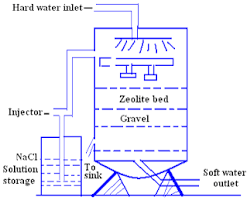 Hard water inlet
Zeolite bed
Injector
Gravel
NaCl
Solution
storage
To
sink
Soft water
outlet